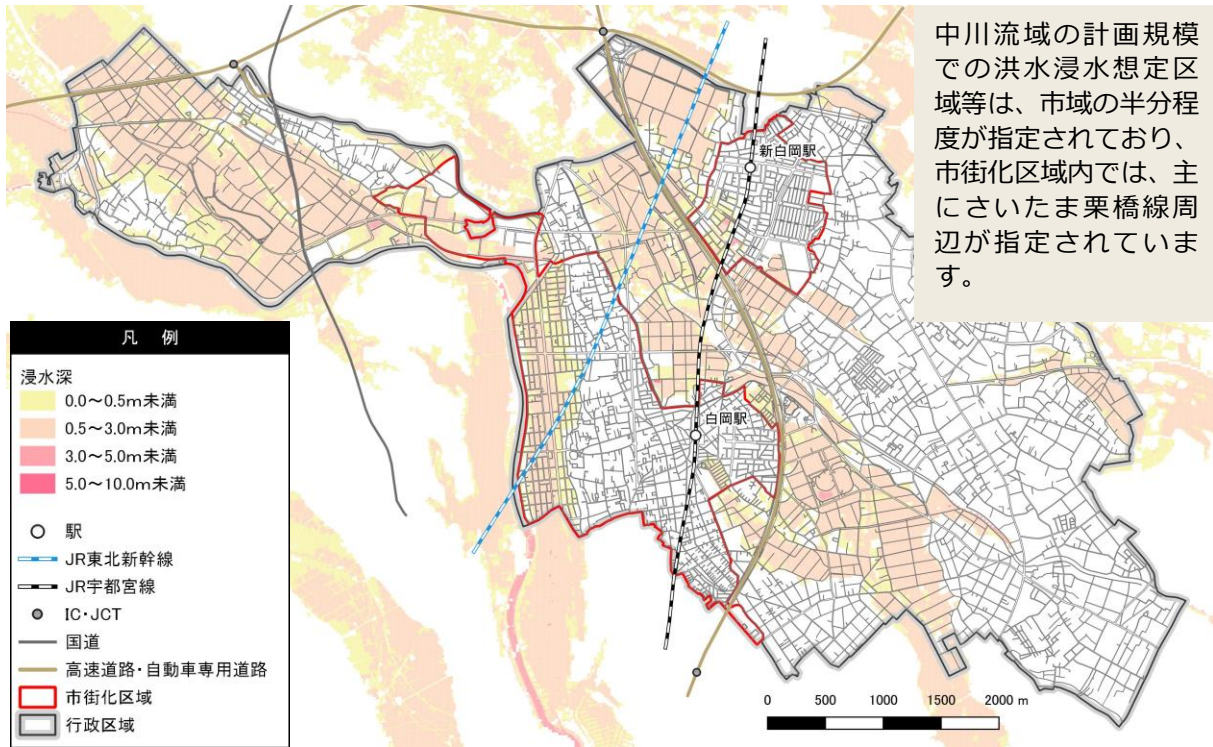 中川流域の計画規模
での洪水浸水想定区
域等は、市域の半分程
度が指定されており、
市街化区域内では、主
にさいたま栗橋線周
辺が指定されていま
す。
新白岡駅
白岡駅
凡 例
浸水深
0.0～0.5m未満
0.5～3.0m未満
3.0～5.0m未満
5.0～10.0m未満
駅
JR東北新幹線
JR宇都宮線
IC・JCT
国道
高速道路・自動車専用道路
市街化区域
行政区域
0 500 1000 1500 2000 m